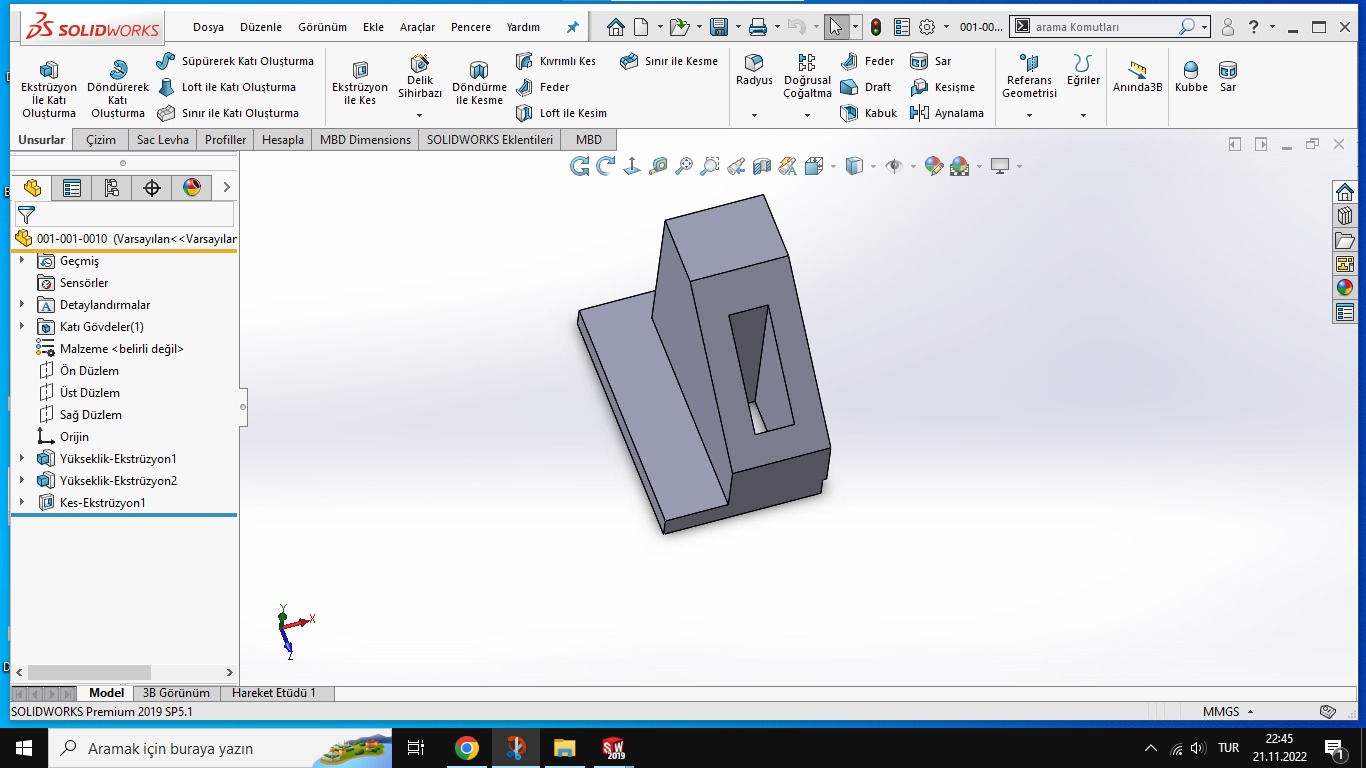 SOLIDWORKS
Dosya Düzenle Görünüm Ekle Araçlar Pencere Yardım
001-00...
arama Komutları
Ekstrüzyon ile Katı Oluşturma
Döndürerek Katı Oluşturma
Süpürerek Katı Oluşturma
Loft ile Katı Oluşturma
Sınır ile Katı Oluşturma
Ekstrüzyon ile Kes
Delik Sihirbazı
Döndürme ile Kesme
Kıvrımlı Kes
Feder
Loft ile Kesim
Sınır ile Kesme
Radyus
Doğrusal Çoğaltma
Feder
Draft
Kabuk
Sar
Kesişme
Aynalama
Referans Geometrisi
Eğriler
Anında3B
Kubbe
Sar
Unsurlar Çizim Sac Levha Profiller Hesapla MBD Dimensions SOLIDWORKS Eklentileri MBD
001-001-0010 (Varsayılan<<Varsayılan
Geçmiş
Sensörler
Detaylandırmalar
Katı Gövdeler(1)
Malzeme <belirli değil>
Ön Düzlem
Üst Düzlem
Sağ Düzlem
Orijin
Yükseklik-Ekstrüzyon1
Yükseklik-Ekstrüzyon2
Kes-Ekstrüzyon1
Y
X
Z
Model 3B Görünüm Hareket Etüdü 1
SOLIDWORKS Premium 2019 SP5.1
MMGS
Aramak için buraya yazın
SW 2019
TUR
22:45
21.11.2022
1